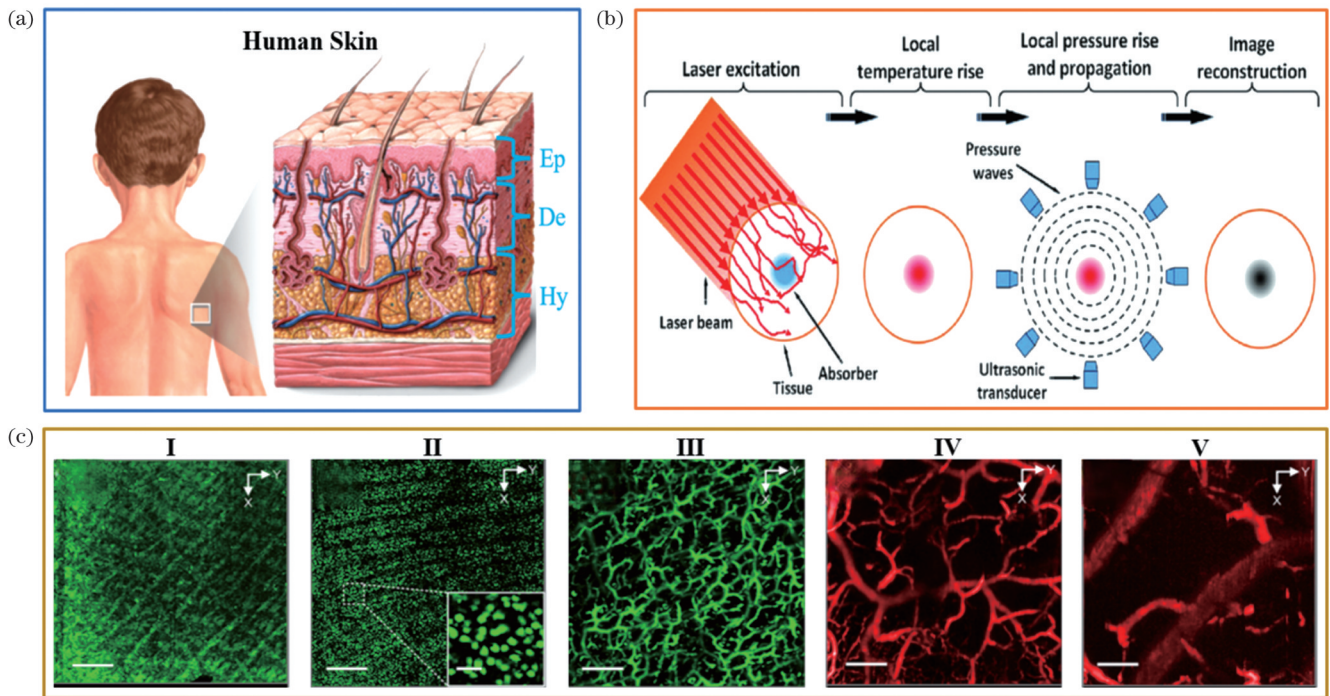 (a)
Human Skin
Ep
De
Hy
(b)
Laser excitation
Local
temperature rise
Local pressure rise
and propagation
Image
reconstruction
Pressure
waves
Laser beam
Tissue
Absorber
Ultrasonic
transducer
(c)
I
II
III
IV
V
Y
X
Y
X
Y
X
Y
X
Y
X